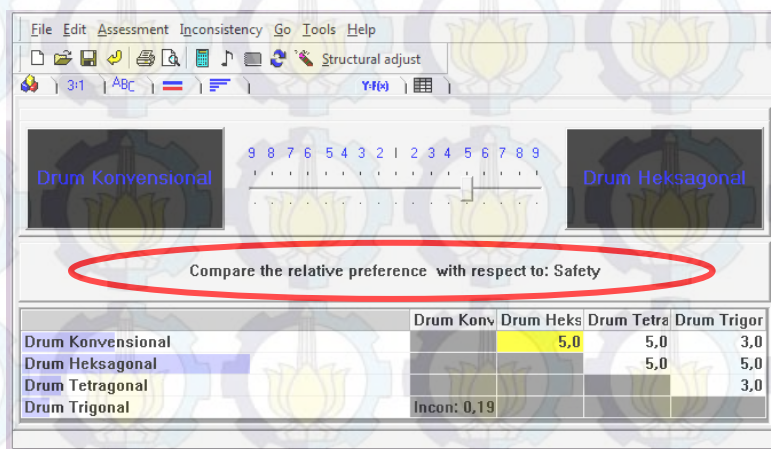 File Edit Assessment Inconsistency Go Tools Help
Structural adjust
3:1 ABC Y=F(x)
9 8 7 6 5 4 3 2 1 2 3 4 5 6 7 8 9
Drum Konvensional
Drum Heksagonal
Compare the relative preference with respect to: Safety
Drum Konv Drum Heks Drum Tetra Drum Trigor
Drum Konvensional 5,0 5,0 3,0
Drum Heksagonal 5,0 5,0
Drum Tetragonal 3,0
Drum Trigonal Incon: 0,19